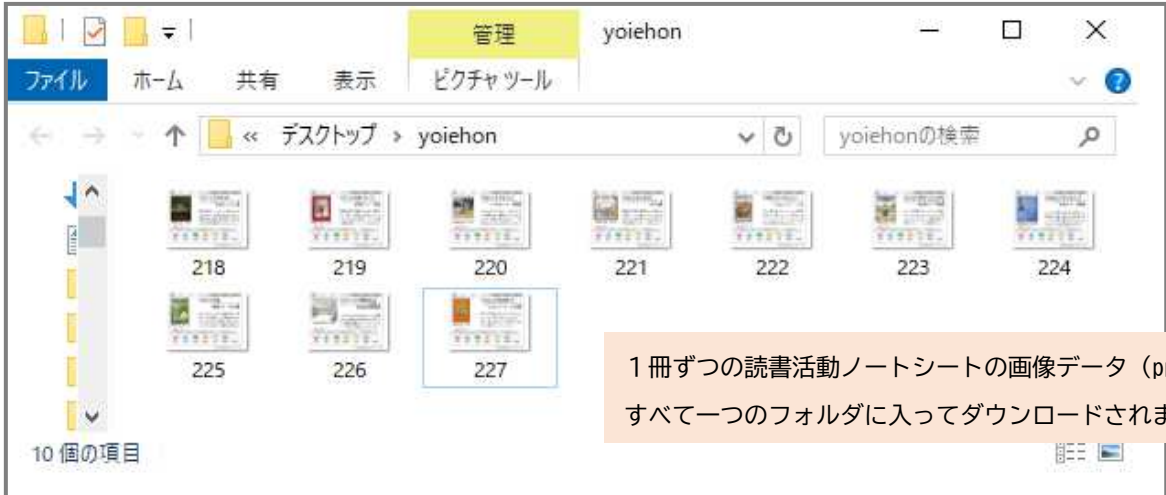 管理 yoiehon
ファイル ホーム 共有 表示 ピクチャ ツール
« デスクトップ › yoiehon yoiehonの検索
218 219 220 221 222 223 224
225 226 227
１冊ずつの読書活動ノートシートの画像データ（p
すべて一つのフォルダに入ってダウンロードされ
10 個の項目